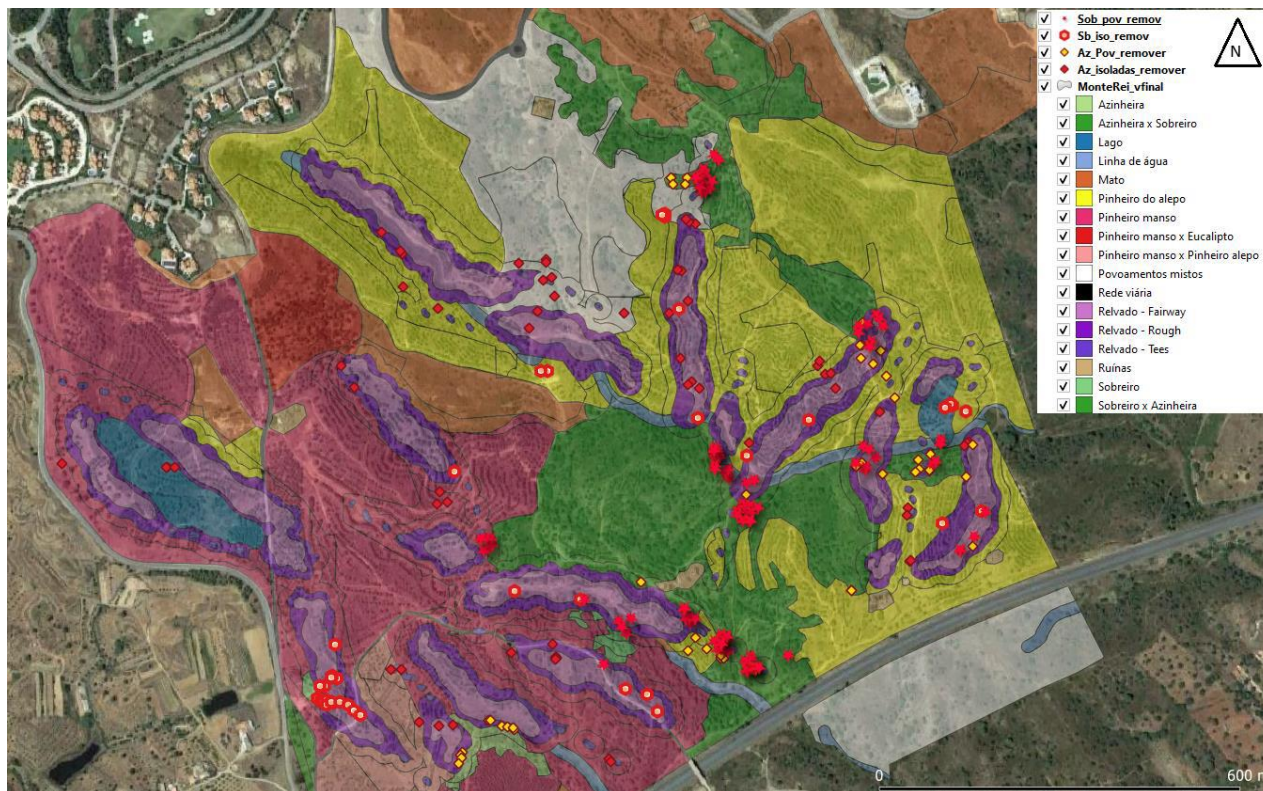 Sob_pov_remov
Sb_iso_remov
N
Az_Pov_remover
Az_isoladas_remover
MonteRei_vfinal
Azinheira
Azinheira x Sobreiro
Lago
Linha de água
Mato
Pinheiro do alepo
Pinheiro manso
Pinheiro manso x Eucalipto
Pinheiro manso x Pinheiro alepo
Povoamentos mistos
Rede viária
Relvado - Fairway
Relvado - Rough
Relvado - Tees
Ruínas
Sobreiro
Sobreiro x Azinheira
0 600 m